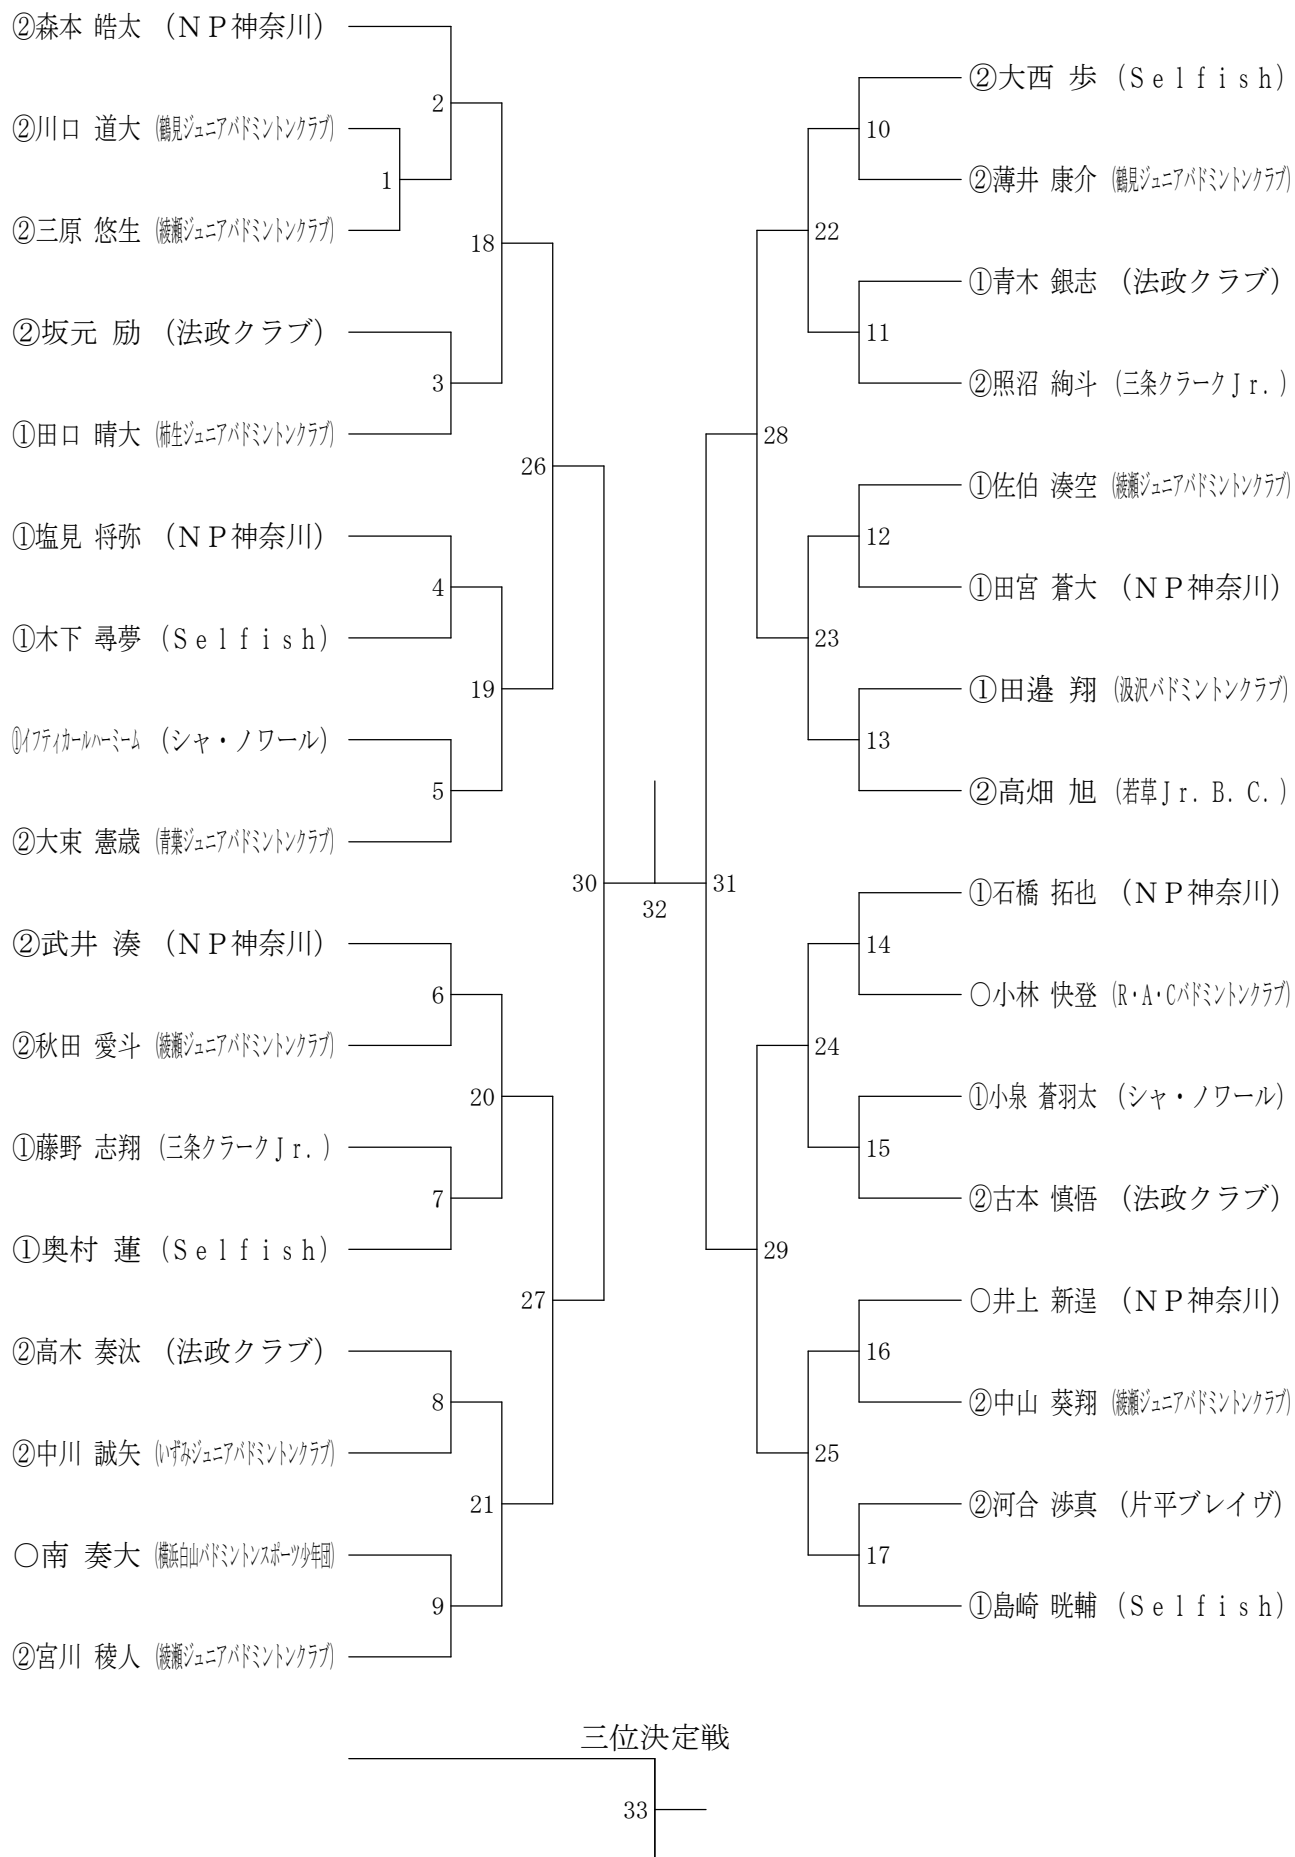 ②森本 皓太 (ＮＰ神奈川)
2
②川口 道大 (鶴見ジュニアバドミントンクラブ)
1
②三原 悠生 (綾瀬ジュニアバドミントンクラブ)
18
②坂元 励 (法政クラブ)
3
①田口 晴大 (柿生ジュニアバドミントンクラブ)
26
①塩見 将弥 (ＮＰ神奈川)
4
①木下 尋夢 (Ｓｅｌｆｉｓｈ)
19
①イフティカールハーミーム (シャ・ノワール)
5
②大束 憲歳 (青葉ジュニアバドミントンクラブ)
30
32
②武井 湊 (ＮＰ神奈川)
6
②秋田 愛斗 (綾瀬ジュニアバドミントンクラブ)
20
①藤野 志翔 (三条クラークＪｒ.)
7
①奥村 蓮 (Ｓｅｌｆｉｓｈ)
27
②高木 奏汰 (法政クラブ)
8
②中川 誠矢 (いずみジュニアバドミントンクラブ)
21
○南 奏大 (横浜白山バドミントンスポーツ少年団)
9
②宮川 稜人 (綾瀬ジュニアバドミントンクラブ)
②大西 歩 (Ｓｅｌｆｉｓｈ)
10
②薄井 康介 (鶴見ジュニアバドミントンクラブ)
22
①青木 銀志 (法政クラブ)
11
②照沼 絢斗 (三条クラークＪｒ.)
28
①佐伯 湊空 (綾瀬ジュニアバドミントンクラブ)
12
①田宮 蒼大 (ＮＰ神奈川)
23
①田邉 翔 (汲沢バドミントンクラブ)
13
②高畑 旭 (若草Ｊｒ.Ｂ.Ｃ.)
31
①石橋 拓也 (ＮＰ神奈川)
14
○小林 快登 (Ｒ・Ａ・Ｃバドミントンクラブ)
24
①小泉 蒼羽太 (シャ・ノワール)
15
②古本 慎悟 (法政クラブ)
29
○井上 新逞 (ＮＰ神奈川)
16
②中山 葵翔 (綾瀬ジュニアバドミントンクラブ)
25
②河合 渉真 (片平ブレイヴ)
17
①島崎 晄輔 (Ｓｅｌｆｉｓｈ)
三位決定戦
33